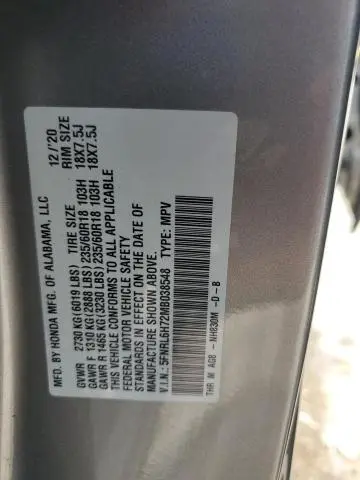 MFD. BY HONDA MFG. OF ALABAMA, LLC 12/'20
TIRE SIZE RIM SIZE
GVWR 2730 KG(6019 LBS)
GAWR F 1310 KG(2888 LBS) 235/60R18 103H 18X7.5J
GAWR R 1465 KG(3230 LBS) 235/60R18 103H 18X7.5J
THIS VEHICLE CONFORMS TO ALL APPLICABLE
FEDERAL MOTOR VEHICLE SAFETY
STANDARDS IN EFFECT ON THE DATE OF
MANUFACTURE SHOWN ABOVE.
V.I.N.: 5FNRL6H72MB038548 TYPE: MPV
THR M AG8 - NH830M -D-B